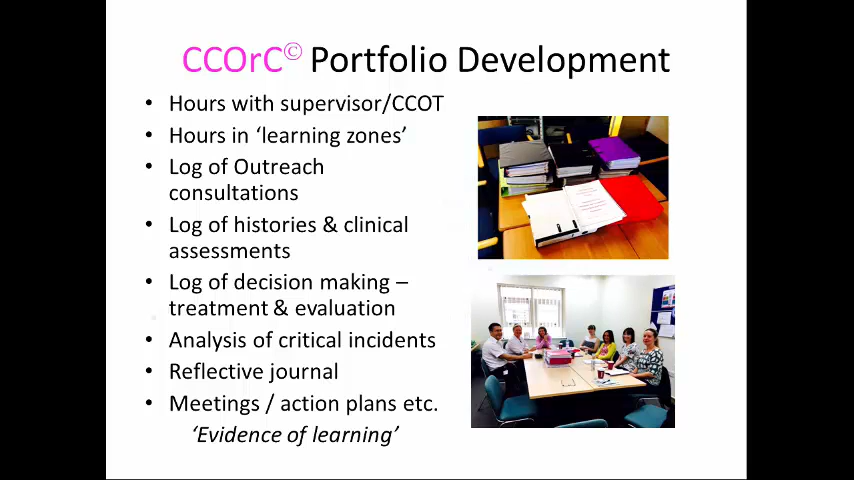 CCOrC© Portfolio Development
• Hours with supervisor/CCOT
• Hours in ‘learning zones’
• Log of Outreach
consultations
• Log of histories & clinical
assessments
• Log of decision making –
treatment & evaluation
• Analysis of critical incidents
• Reflective journal
• Meetings / action plans etc.
‘Evidence of learning’